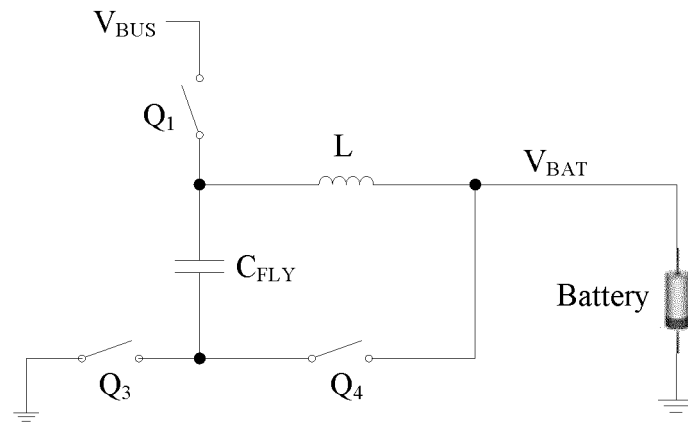 V_BUS
Q_1
L
V_BAT
C_FLY
Battery
Q_3
Q_4